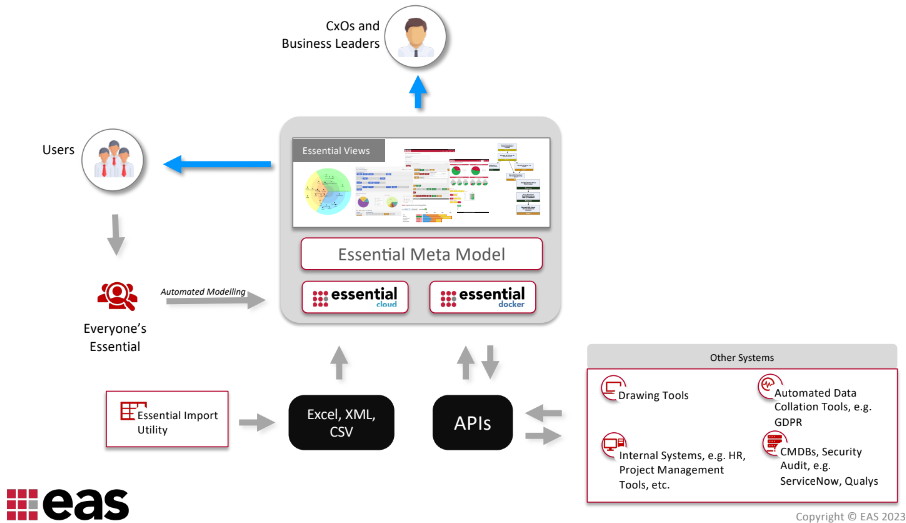 CxOs and
Business Leaders
Users
Essential Views
Essential Meta Model
essential
cloud
essential
docker
Automated Modelling
Everyone's
Essential
Essential Import
Utility
Excel, XML,
CSV
APIs
Other Systems
Drawing Tools
Automated Data
Collation Tools, e.g.
GDPR
Internal Systems, e.g. HR,
Project Management
Tools, etc.
CMDBs, Security
Audit, e.g.
ServiceNow, Qualys
eas
Copyright © EAS 2023